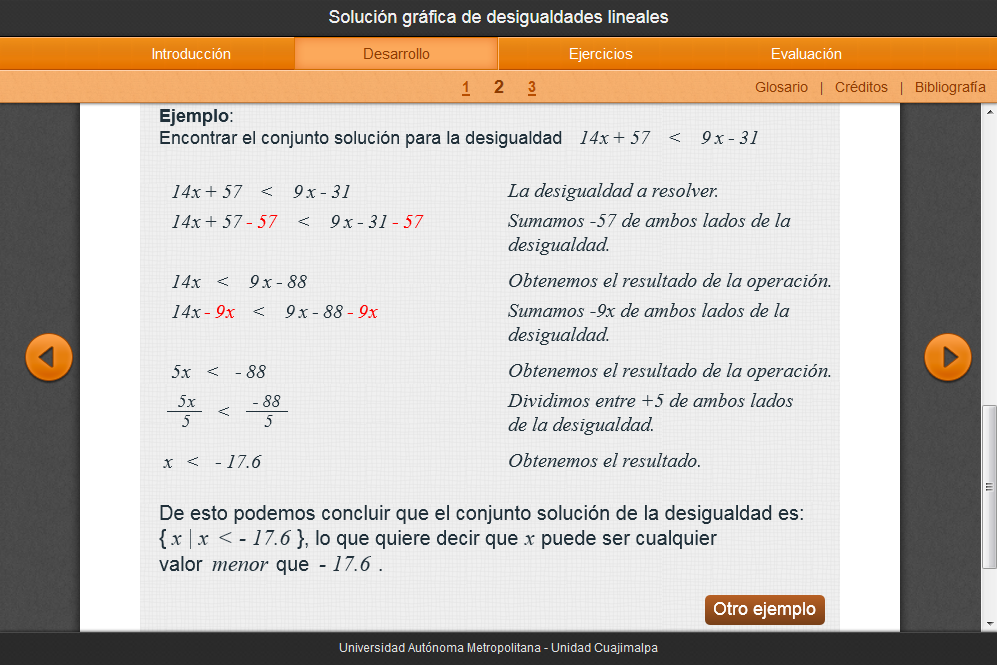 Solución gráfica de desigualdades lineales
Introducción Desarrollo Ejercicios Evaluación
1 2 3 Glosario | Créditos | Bibliografía
Ejemplo:
Encontrar el conjunto solución para la desigualdad 14x + 57 < 9x - 31
14x + 57 < 9x - 31 La desigualdad a resolver.
14x + 57 - 57 < 9x - 31 - 57 Sumamos -57 de ambos lados de la
desigualdad.
14x < 9x - 88 Obtenemos el resultado de la operación.
14x - 9x < 9x - 88 - 9x Sumamos -9x de ambos lados de la
desigualdad.
5x < - 88 Obtenemos el resultado de la operación.
5x/5 < - 88/5 Dividimos entre +5 de ambos lados
de la desigualdad.
x < - 17.6 Obtenemos el resultado.
De esto podemos concluir que el conjunto solución de la desigualdad es:
{ x | x < - 17.6 }, lo que quiere decir que x puede ser cualquier
valor menor que - 17.6 .
Otro ejemplo
Universidad Autónoma Metropolitana - Unidad Cuajimalpa